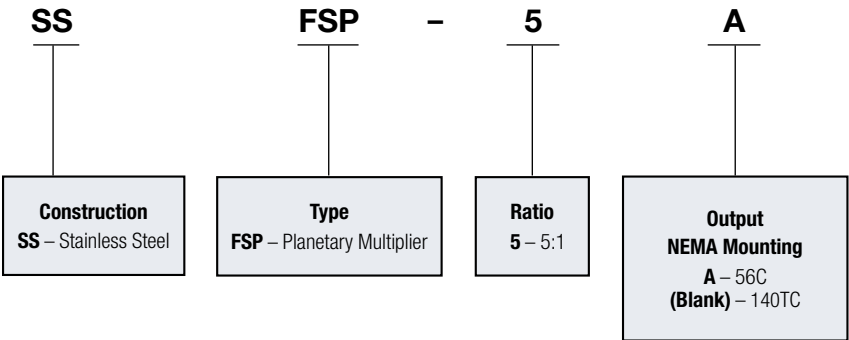 SS FSP – 5 A
Construction
SS – Stainless Steel
Type
FSP – Planetary Multiplier
Ratio
5 – 5:1
Output
NEMA Mounting
A – 56C
(Blank) – 140TC